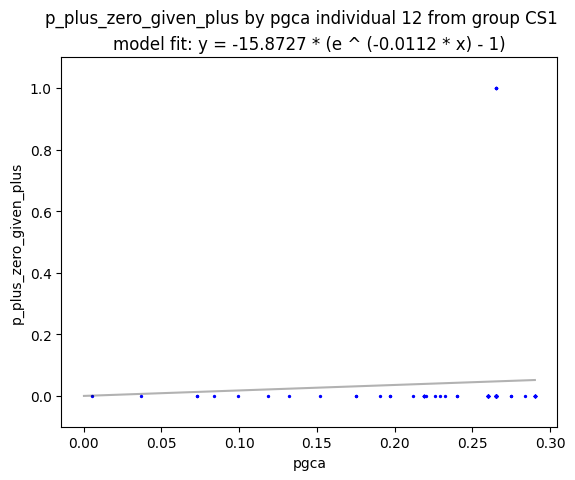 p_plus_zero_given_plus by pgca individual 12 from group CS1
model fit: y = -15.8727 * (e ^ (-0.0112 * x) - 1)
1.0
0.8
0.6
0.4
0.2
0.0
p_plus_zero_given_plus
0.00 0.05 0.10 0.15 0.20 0.25 0.30
pgca